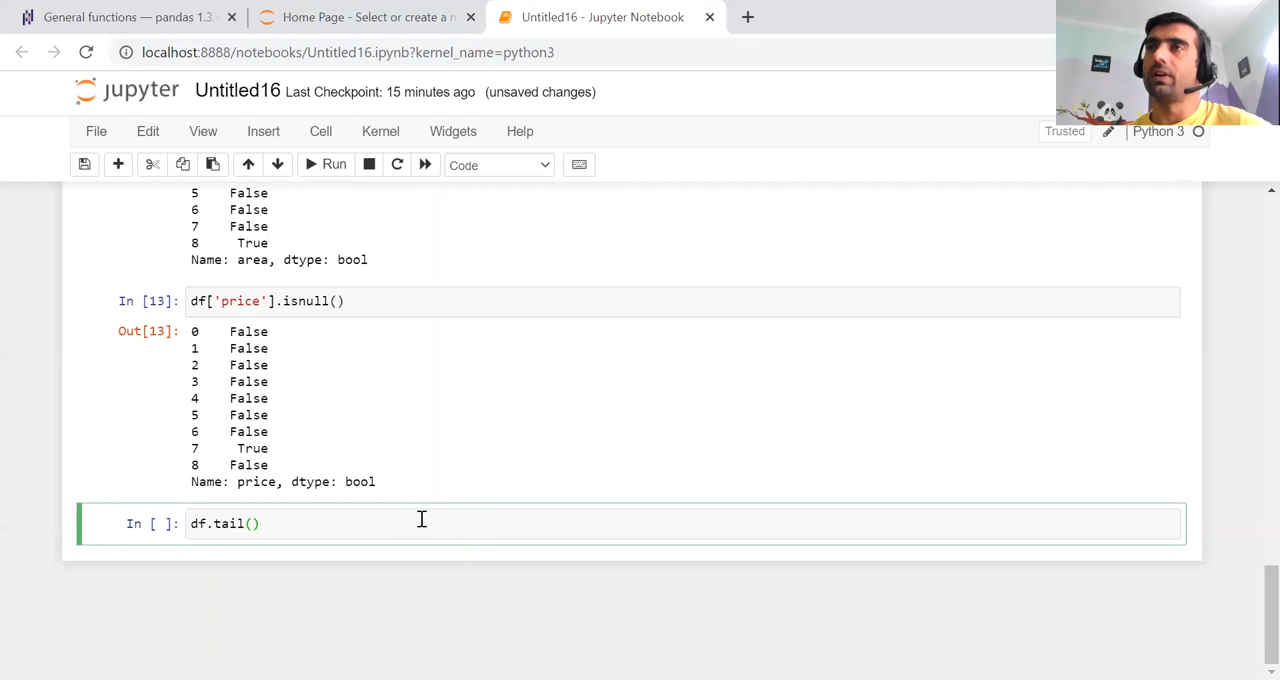 General functions — pandas 1.3.
Home Page - Select or create a n
Untitled16 - Jupyter Notebook
localhost:8888/notebooks/Untitled16.ipynb?kernel_name=python3
jupyter Untitled16 Last Checkpoint: 15 minutes ago (unsaved changes)
File Edit View Insert Cell Kernel Widgets Help Trusted Python 3
Run Code
5 False
6 False
7 False
8 True
Name: area, dtype: bool
In [13]: df['price'].isnull()
Out[13]: 0 False
1 False
2 False
3 False
4 False
5 False
6 False
7 True
8 False
Name: price, dtype: bool
In [ ]: df.tail()